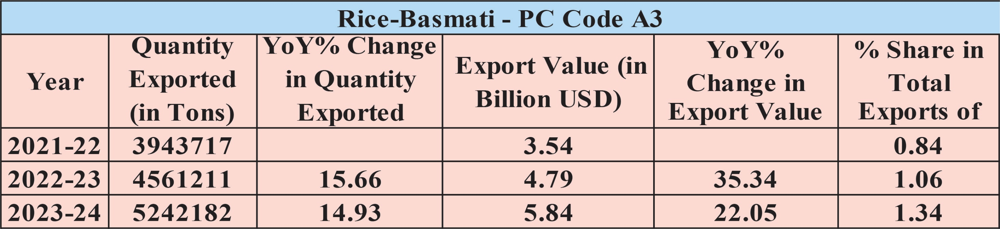 Rice-Basmati - PC Code A3
Year
Quantity
Exported
(in Tons)
YoY% Change
in Quantity
Exported
Export Value (in
Billion USD)
YoY%
Change in
Export Value
% Share in
Total
Exports of
2021-22 3943717 3.54 0.84
2022-23 4561211 15.66 4.79 35.34 1.06
2023-24 5242182 14.93 5.84 22.05 1.34